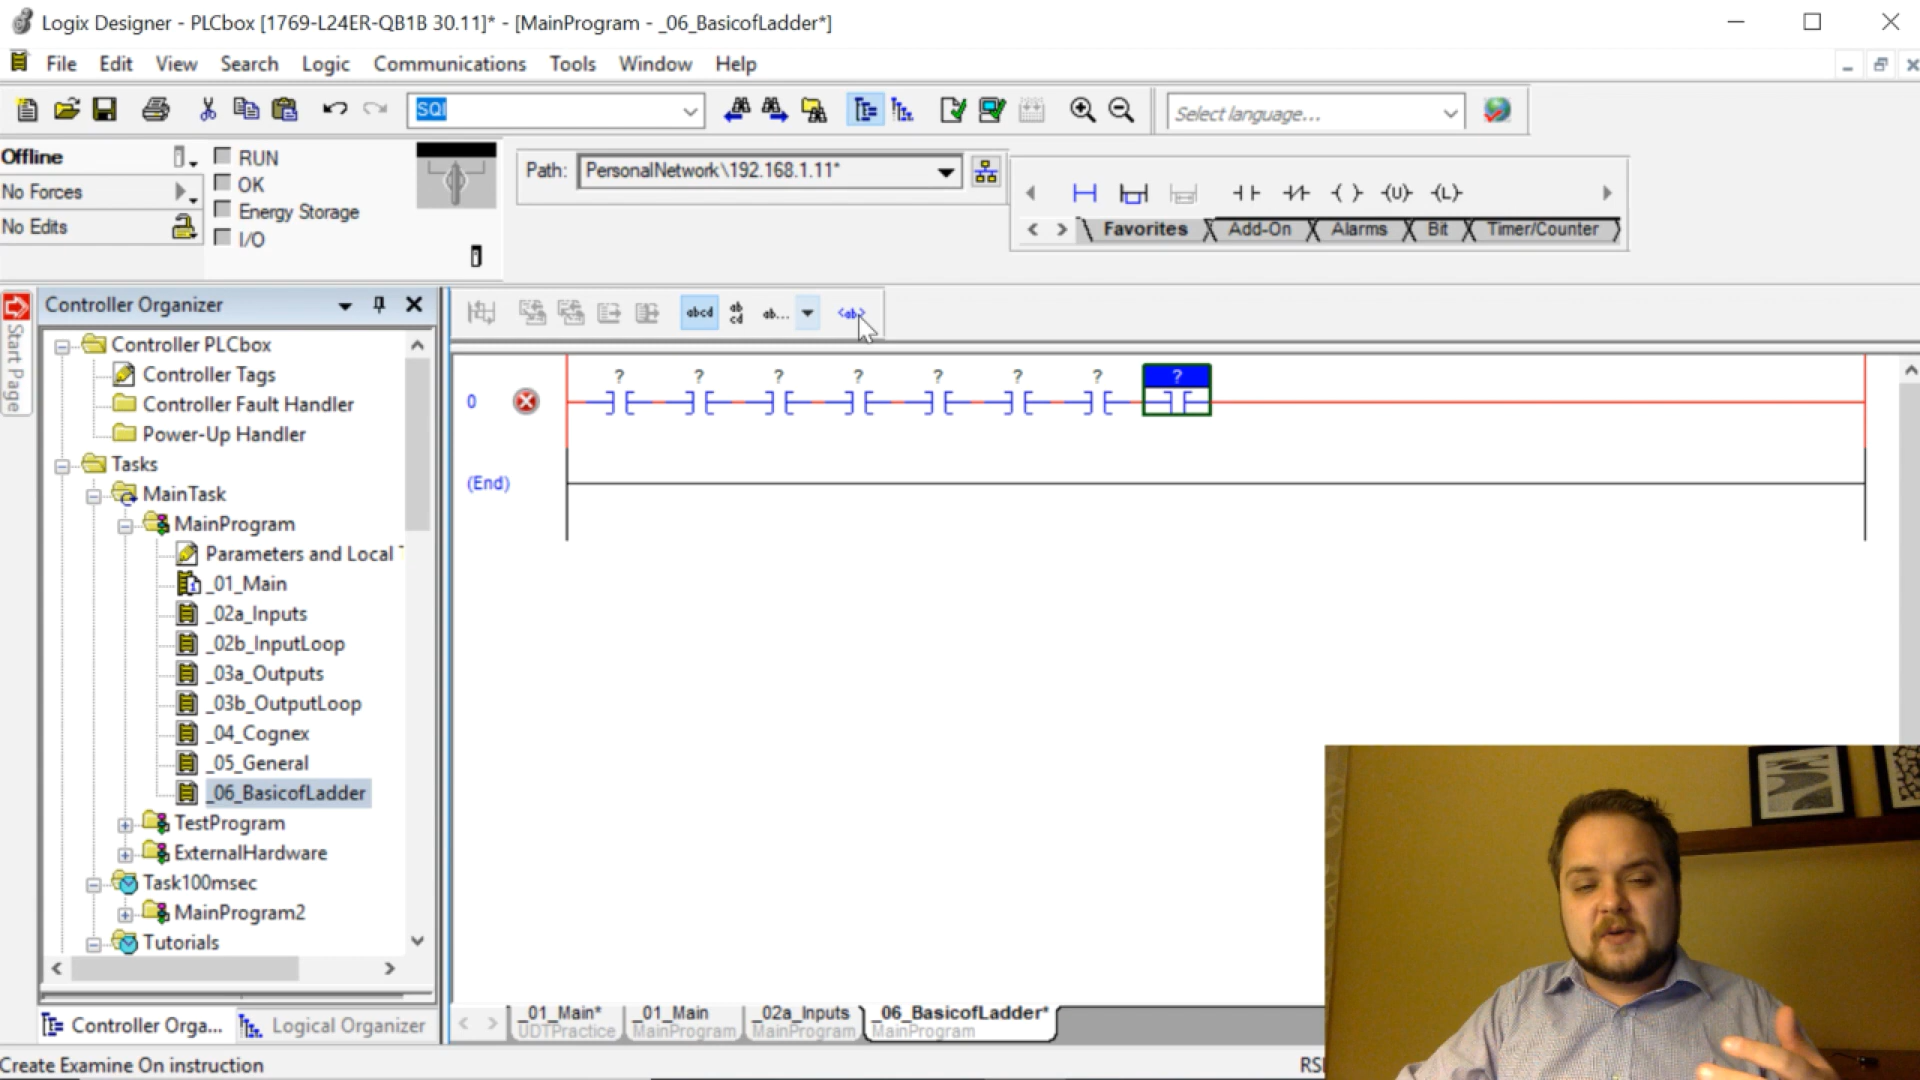 Logix Designer - PLCbox [1769-L24ER-QB1B 30.11]* - [MainProgram - _06_BasicofLadder*]
File Edit View Search Logic Communications Tools Window Help
SQI
Select language...
Offline
RUN
No Forces
OK
Energy Storage
No Edits
I/O
Path: PersonalNetwork\192.168.1.11*
(U) (L)
Favorites Add-On Alarms Bit Timer/Counter
Start Page
Controller Organizer
abcd
ab
cd
ab...
<ab>
Controller PLCbox
Controller Tags
Controller Fault Handler
Power-Up Handler
Tasks
MainTask
MainProgram
Parameters and Local
_01_Main
_02a_Inputs
_02b_InputLoop
_03a_Outputs
_03b_OutputLoop
_04_Cognex
_05_General
_06_BasicofLadder
TestProgram
ExternalHardware
Task100msec
MainProgram2
Tutorials
? ? ? ? ? ? ? ?
0
(End)
Controller Orga...
Logical Organizer
_01_Main*
UDTPractice
_01_Main
MainProgram
_02a_Inputs
MainProgram
_06_BasicofLadder*
MainProgram
Create Examine On instruction